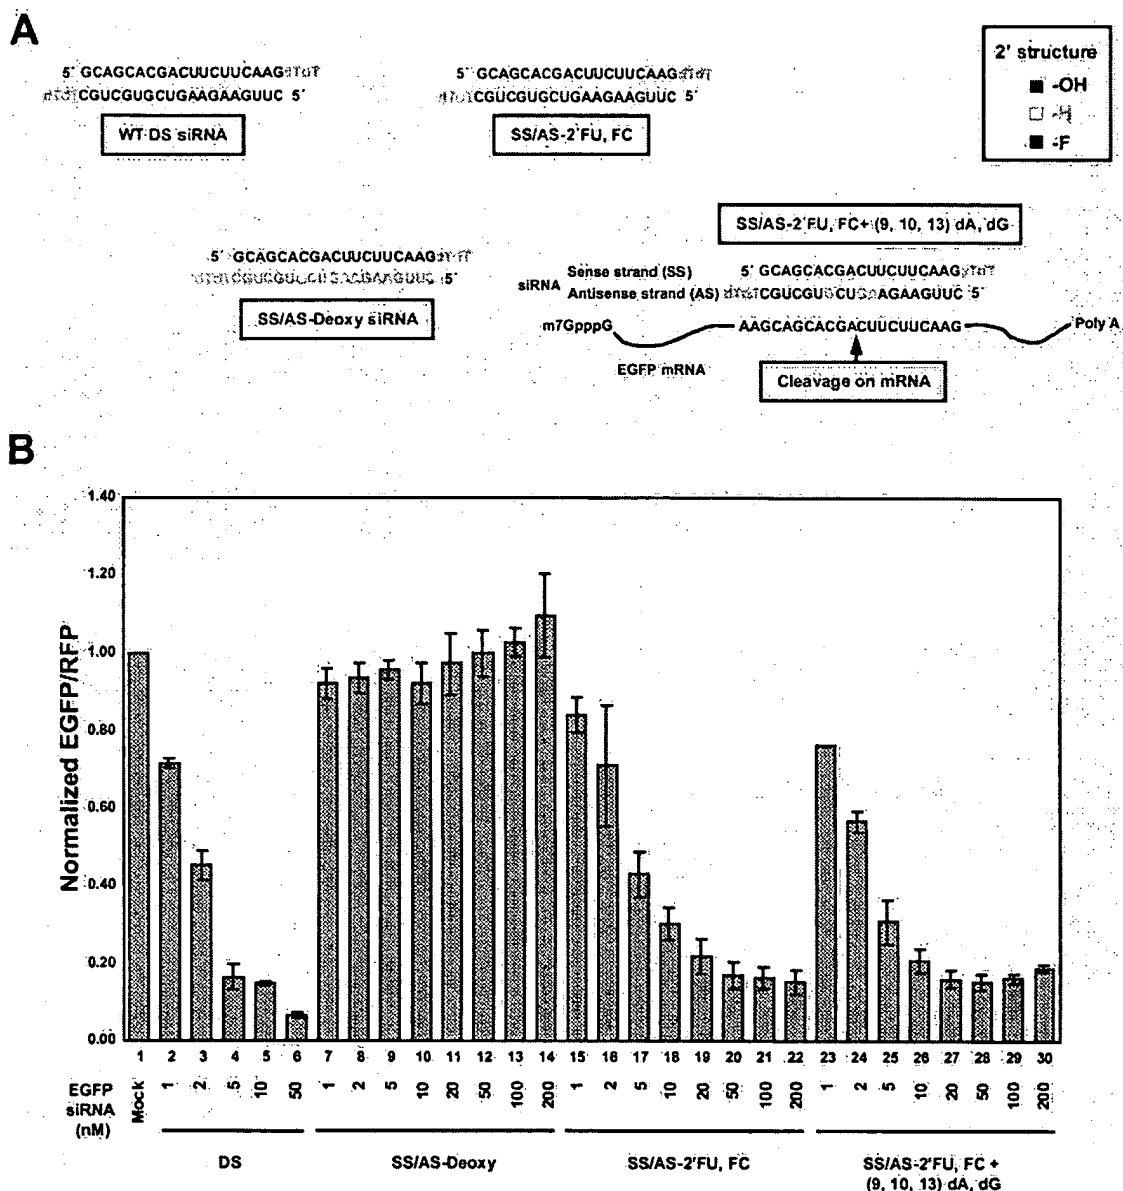 A
5' GCAGCACGACUUCUUCAAGdTdT
CGUCGUGCUGAAGAAGUUC 5'
WT DS siRNA
5' GCAGCACGACUUCUUCAAGdTdT
CGUCGUGCUGAAGAAGUUC 5'
SS/AS-2'FU, FC
2' structure
-OH
-H
-F
5' GCAGCACGACUUCUUCAAG
5'
SS/AS-Deoxy siRNA
SS/AS-2'FU, FC+ (9, 10, 13) dA, dG
siRNA
Sense strand (SS)
5' GCAGCACGACUUCUUCAAGdTdT
Antisense strand (AS)
dTdTCGUCGUGCUGAAGAAGUUC 5'
m7GpppG
AAGCAGCACGACUUCUUCAAG
Poly A
EGFP mRNA
Cleavage on mRNA
B
Normalized EGFP/RFP
1.40
1.20
1.00
0.80
0.60
0.40
0.20
0.00
1 2 3 4 5 6 7 8 9 10 11 12 13 14 15 16 17 18 19 20 21 22 23 24 25 26 27 28 29 30
EGFP siRNA (nM)
Mock 1 2 5 10 50 1 2 5 10 20 50 100 200 1 2 5 10 20 50 100 200 1 2 5 10 20 50 100 200
DS
SS/AS-Deoxy
SS/AS-2'FU, FC
SS/AS-2'FU, FC +
(9, 10, 13) dA, dG